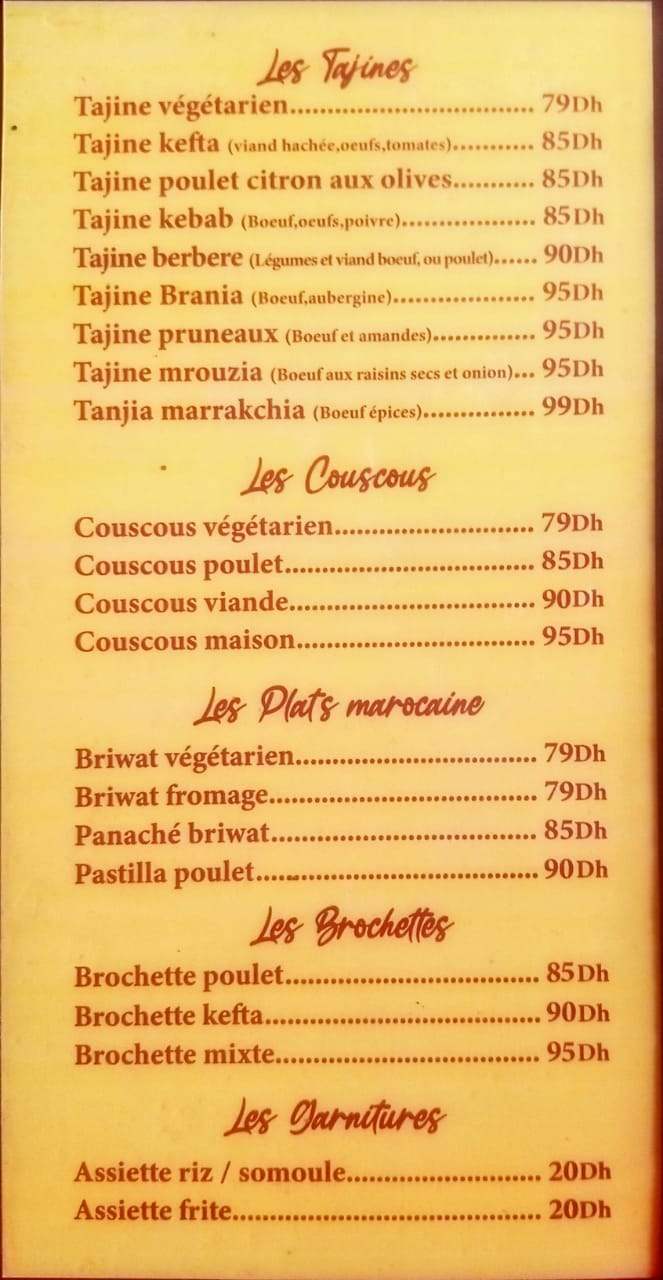 Les Tajines
Tajine végétarien.................................. 79Dh
Tajine kefta (viand hachée,oeufs,tomates)........... 85Dh
Tajine poulet citron aux olives........... 85Dh
Tajine kebab (Boeuf,oeufs,poivre).................. 85Dh
Tajine berbere (Légumes et viand boeuf, ou poulet)...... 90Dh
Tajine Brania (Boeuf,aubergine)................... 95Dh
Tajine pruneaux (Boeuf et amandes).............. 95Dh
Tajine mrouzia (Boeuf aux raisins secs et onion)... 95Dh
Tanjia marrakchia (Boeuf épices)............... 99Dh
Les Couscous
Couscous végétarien........................... 79Dh
Couscous poulet.................................. 85Dh
Couscous viande................................. 90Dh
Couscous maison................................ 95Dh
Les Plats marocaine
Briwat végétarien................................. 79Dh
Briwat fromage.................................... 79Dh
Panaché briwat.................................... 85Dh
Pastilla poulet...................................... 90Dh
Les Brochettes
Brochette poulet.................................. 85Dh
Brochette kefta..................................... 90Dh
Brochette mixte.................................... 95Dh
Les Garnitures
Assiette riz / somoule.......................... 20Dh
Assiette frite......................................... 20Dh